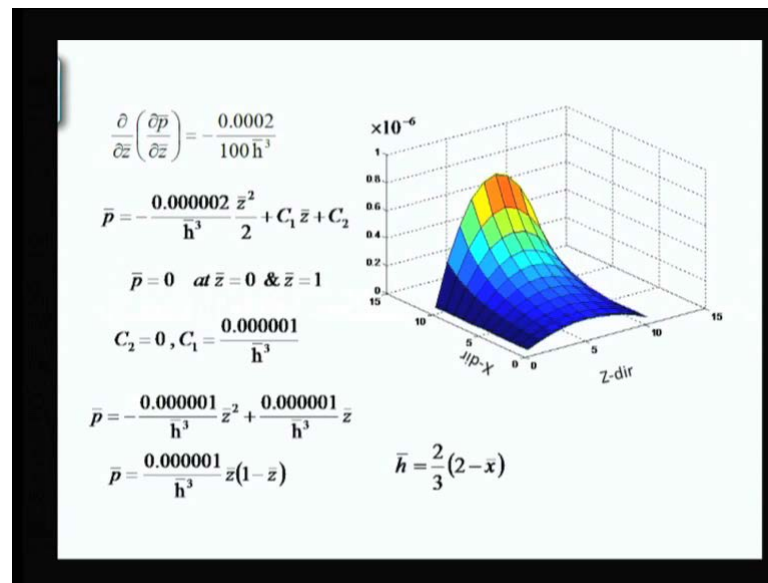 ∂/∂z̄ (∂p̄/∂z̄) = − 0.0002/100 h̄³
p̄ = − 0.000002/h̄³ z̄²/2 + C₁ z̄ + C₂
p̄ = 0 at z̄ = 0 & z̄ = 1
C₂ = 0 , C₁ = 0.000001/h̄³
p̄ = − 0.000001/h̄³ z̄² + 0.000001/h̄³ z̄
p̄ = 0.000001/h̄³ z̄(1− z̄)
×10⁻⁶
1
0.8
0.6
0.4
0.2
0
15
10
5
0
X-dir
0
5
10
15
Z-dir
h̄ = 2/3 (2− x̄)